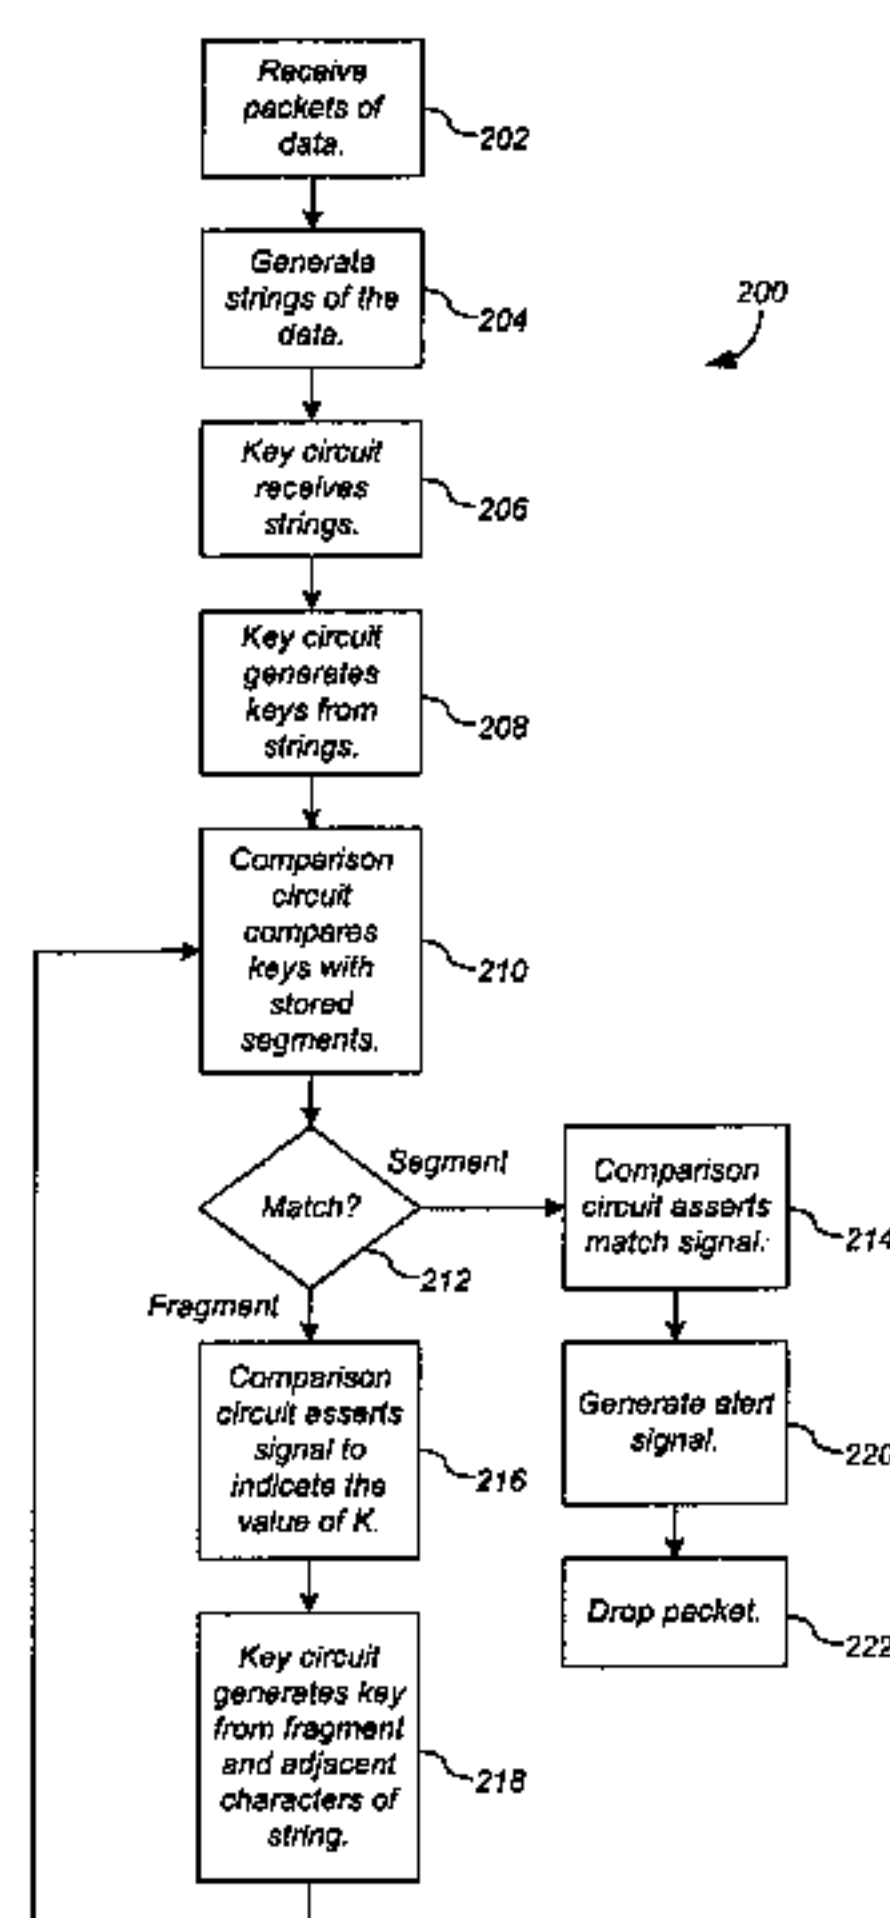 Receive
packets of
data.
202
Generate
strings of the
data.
204
200
Key circuit
receives
strings.
206
Key circuit
generates
keys from
strings.
208
Comparison
circuit
compares
keys with
stored
segments.
210
Match?
Segment
212
Fragment
Comparison
circuit asserts
match signal.
214
Comparison
circuit asserts
signal to
indicate the
value of K.
216
Generate alert
signal.
220
Drop packet.
222
Key circuit
generates key
from fragment
and adjacent
characters of
string.
218